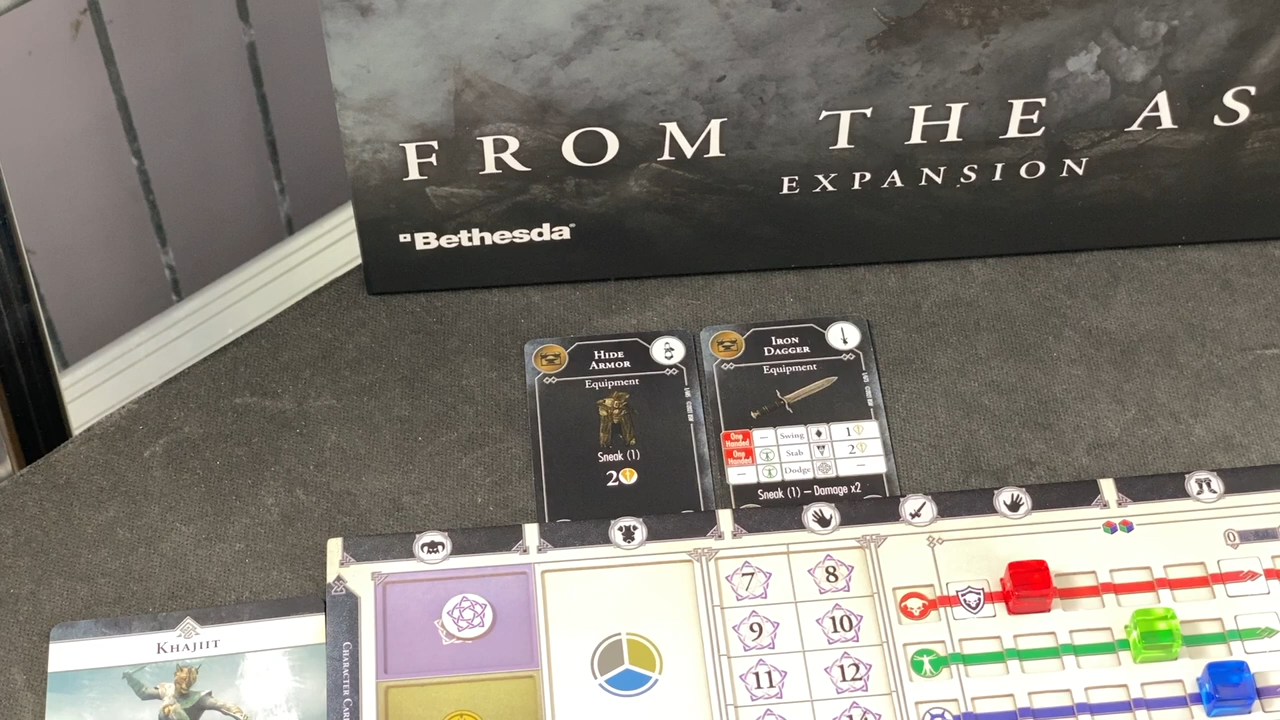 FROM THE AS
EXPANSION
Bethesda
HIDE
ARMOR
Equipment
Sneak (1)
2
IRON
DAGGER
Equipment
One Handed — Swing 1
One Handed Stab 2
— Dodge —
Sneak (1) – Damage x2
KHAJIIT
7 8
9 10
11 12
0